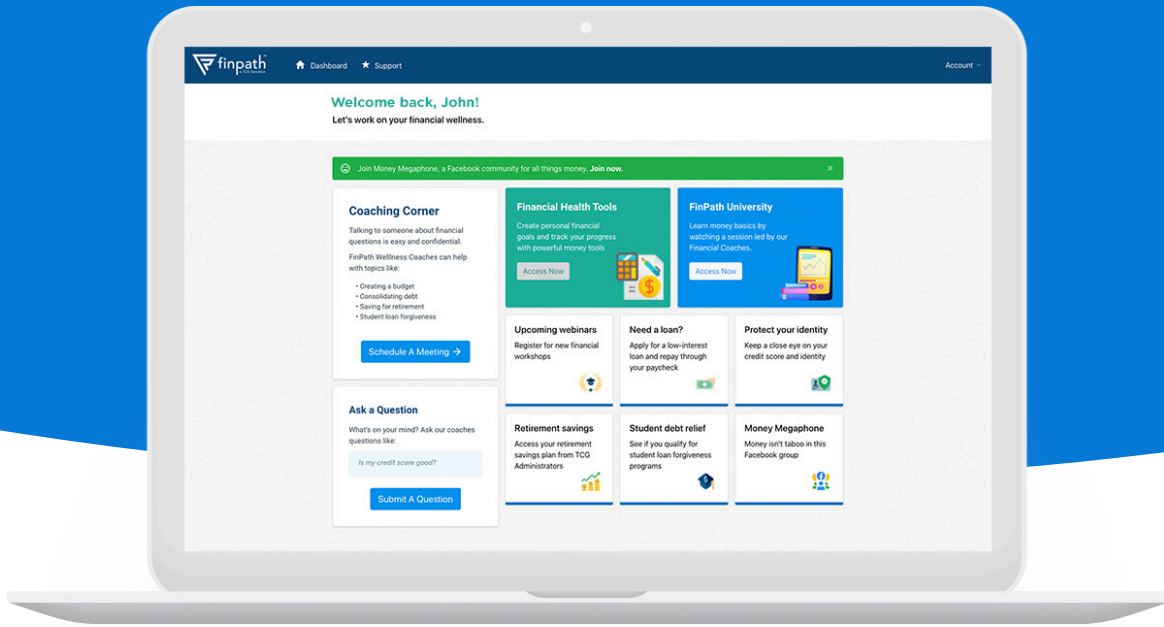 finpath
a TCG Solution
Dashboard
Support
Account
Welcome back, John!
Let's work on your financial wellness.
Join Money Megaphone, a Facebook community for all things money. Join now.
Coaching Corner
Talking to someone about financial
questions is easy and confidential.
FinPath Welllness Coaches can help
with topics like:
• Creating a budget
• Consolidating debt
• Saving for retirement
• Student loan forgiveness
Schedule A Meeting →
Ask a Question
What's on your mind? Ask our coaches
questions like:
Is my credit score good?
Submit A Question
Financial Health Tools
Create personal financial
goals and track your progress
with powerful money tools
Access Now
FinPath University
Learn money basics by
watching a session led by our
Financial Coaches.
Access Now
Upcoming webinars
Register for new financial
workshops
Need a loan?
Apply for a low-interest
loan and repay through
your paycheck
Protect your identity
Keep a close eye on your
credit score and identity
Retirement savings
Access your retirement
savings plan from TCG
Administrators
Student debt relief
See if you qualify for
student loan forgiveness
programs
Money Megaphone
Money isn't taboo in this
Facebook group